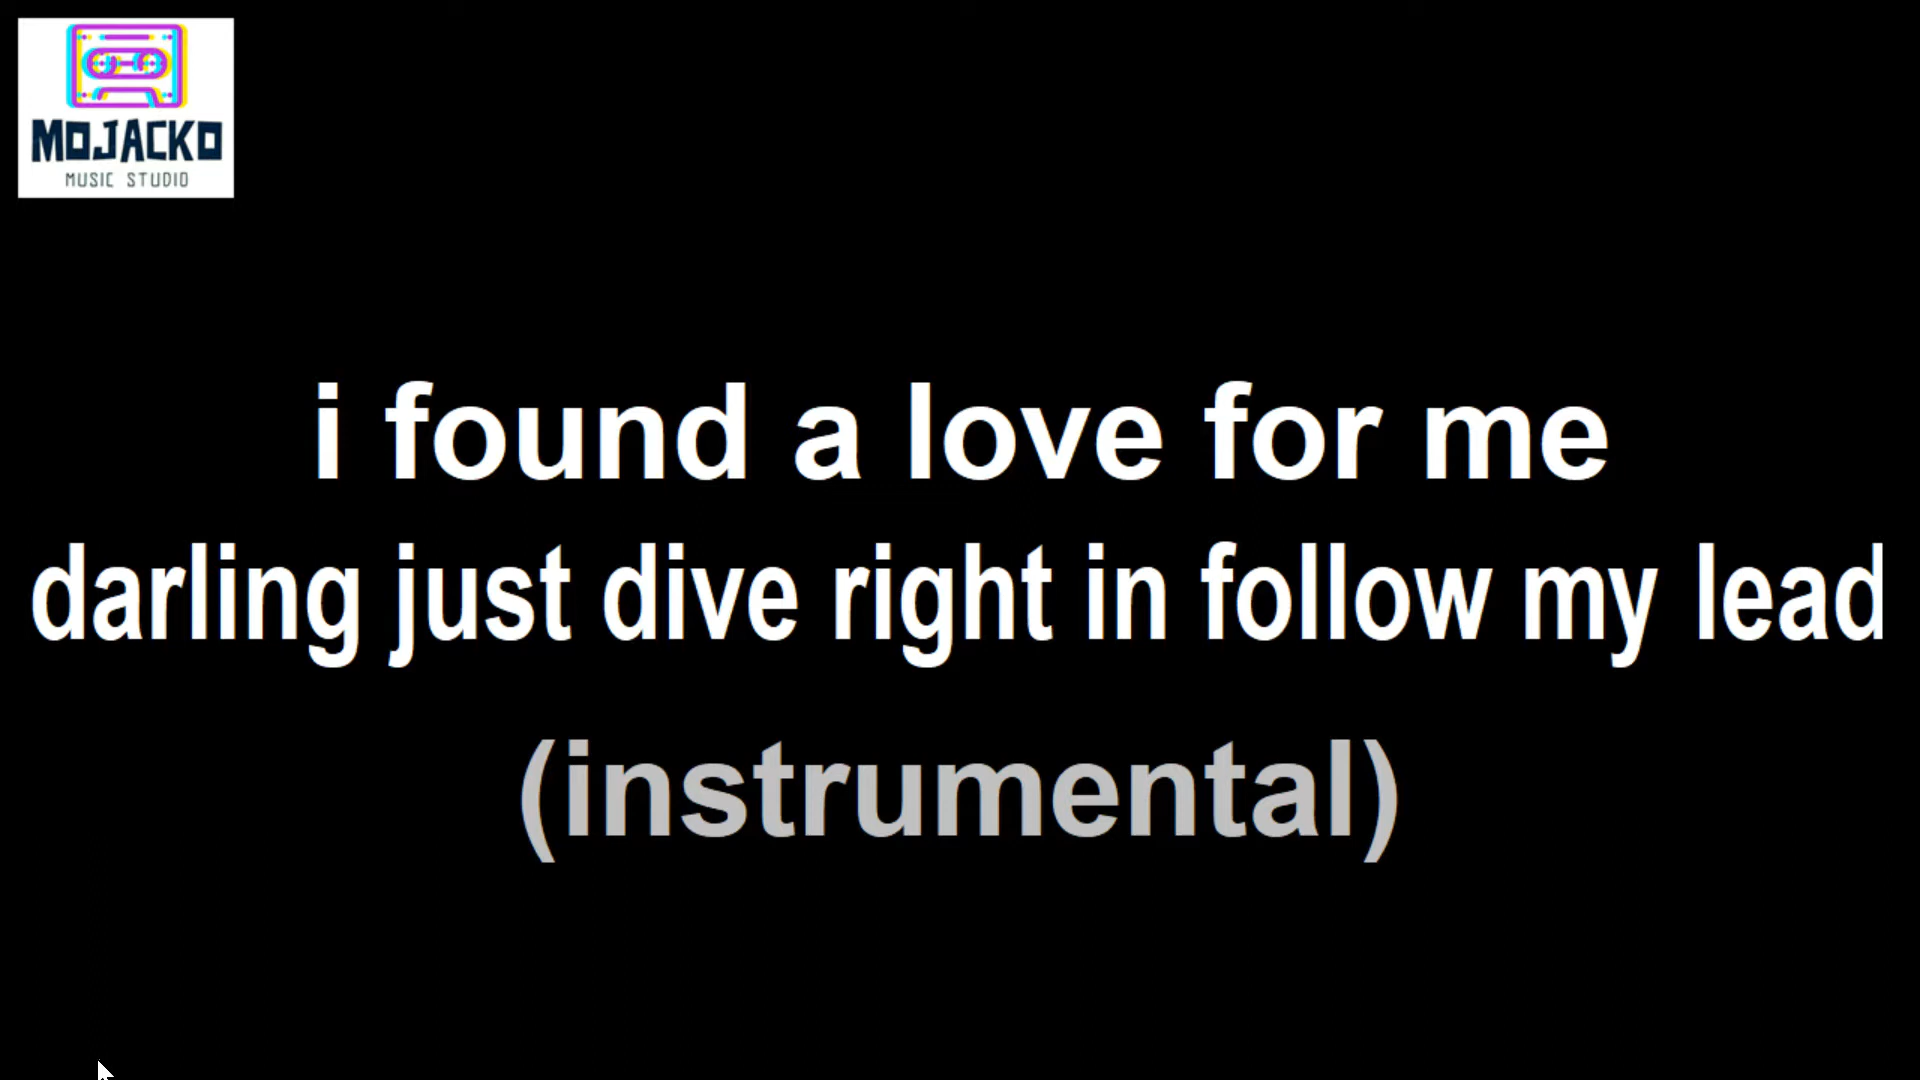 MOJACKO
MUSIC STUDIO
i found a love for me
darling just dive right in follow my lead
(instrumental)